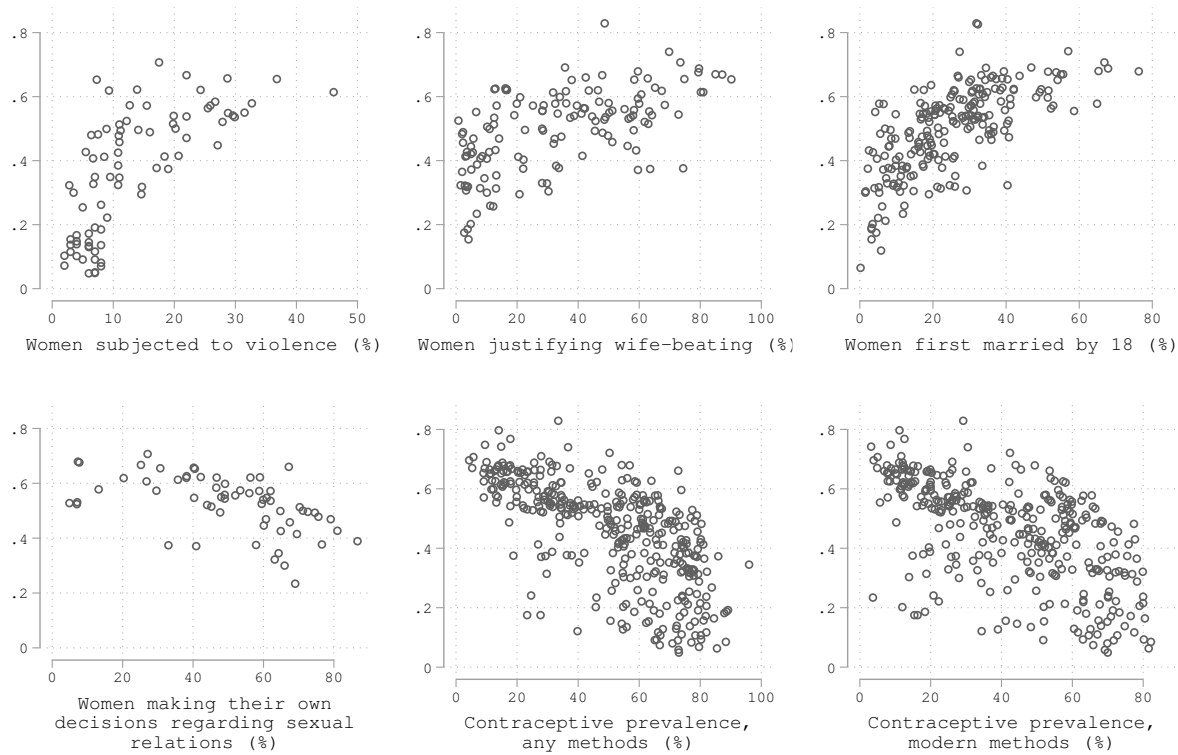 .8
.6
.4
.2
0
0 10 20 30 40 50
Women subjected to violence (%)
.8
.6
.4
.2
0
0 20 40 60 80 100
Women justifying wife-beating (%)
.8
.6
.4
.2
0
0 20 40 60 80
Women first married by 18 (%)
.8
.6
.4
.2
0
0 20 40 60 80
Women making their own
decisions regarding sexual
relations (%)
.8
.6
.4
.2
0
0 20 40 60 80 100
Contraceptive prevalence,
any methods (%)
.8
.6
.4
.2
0
0 20 40 60 80
Contraceptive prevalence,
modern methods (%)